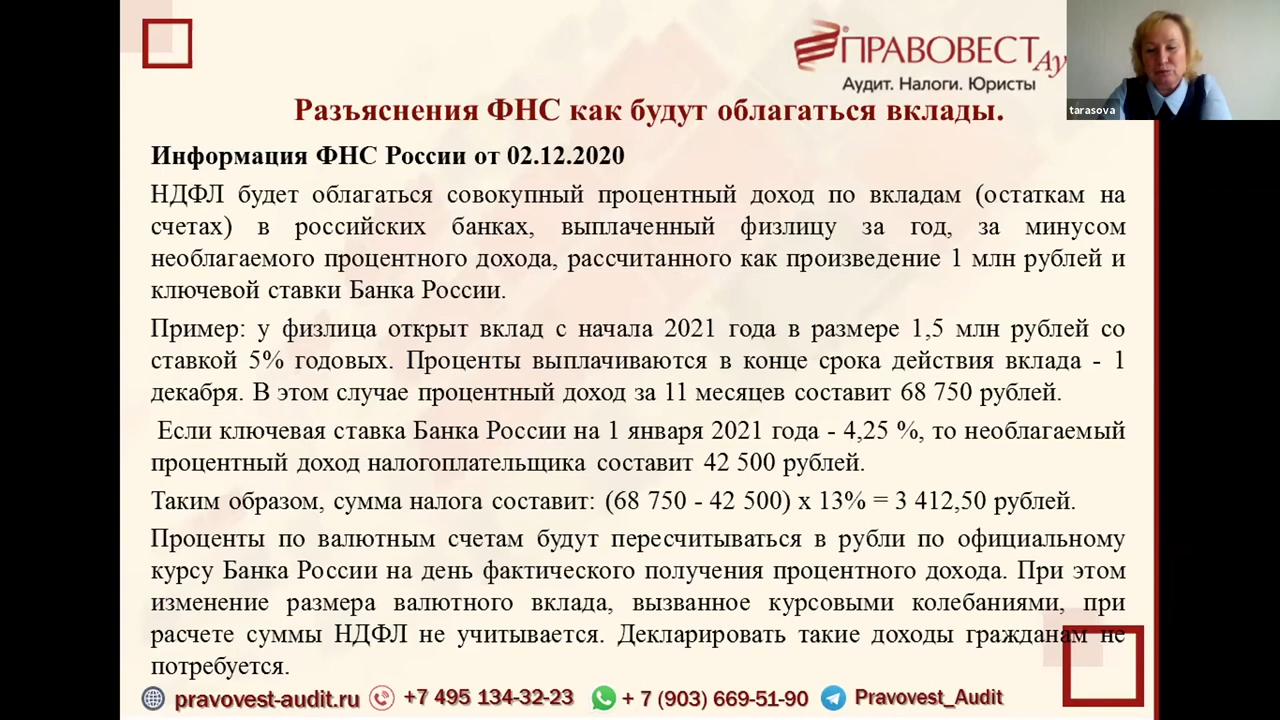 ПРАВОВЕСТ Ау
Аудит. Налоги. Юристы
tarasova
Разъяснения ФНС как будут облагаться вклады.
Информация ФНС России от 02.12.2020
НДФЛ будет облагаться совокупный процентный доход по вкладам (остаткам на
счетах) в российских банках, выплаченный физлицу за год, за минусом
необлагаемого процентного дохода, рассчитанного как произведение 1 млн рублей и
ключевой ставки Банка России.
Пример: у физлица открыт вклад с начала 2021 года в размере 1,5 млн рублей со
ставкой 5% годовых. Проценты выплачиваются в конце срока действия вклада - 1
декабря. В этом случае процентный доход за 11 месяцев составит 68 750 рублей.
Если ключевая ставка Банка России на 1 января 2021 года - 4,25 %, то необлагаемый
процентный доход налогоплательщика составит 42 500 рублей.
Таким образом, сумма налога составит: (68 750 - 42 500) х 13% = 3 412,50 рублей.
Проценты по валютным счетам будут пересчитываться в рубли по официальному
курсу Банка России на день фактического получения процентного дохода. При этом
изменение размера валютного вклада, вызванное курсовыми колебаниями, при
расчете суммы НДФЛ не учитывается. Декларировать такие доходы гражданам не
потребуется.
pravovest-audit.ru +7 495 134-32-23 + 7 (903) 669-51-90 Pravovest_Audit